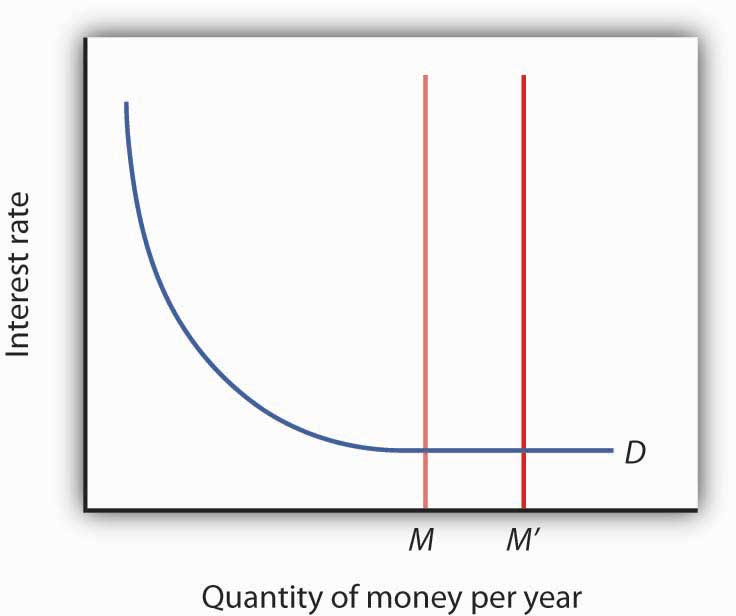 Interest rate
D
M
M′
Quantity of money per year